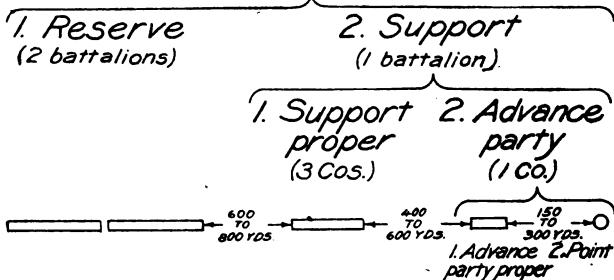 1. Reserve 2. Support
(2 battalions) (1 battalion)
1. Support 2. Advance
proper party
(3 Cos.) (1 Co.)
600 400 150
TO TO TO
800 YDS. 600 YDS. 300 YDS.
1. Advance 2. Point
party proper